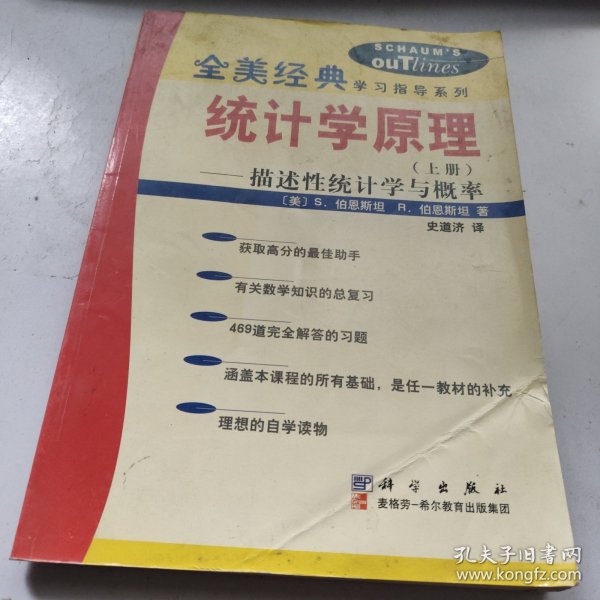 SCHAUM'S
ouTlines
全美经典学习指导系列
统计学原理
（上册）
——描述性统计学与概率
〔美〕S．伯恩斯坦 R．伯恩斯坦 著
史道济 译
获取高分的最佳助手
有关数学知识的总复习
469道完全解答的习题
涵盖本课程的所有基础，是任一教材的补充
理想的自学读物
科学出版社
麦格劳-希尔教育出版集团
孔夫子旧书网
www.kongfz.com